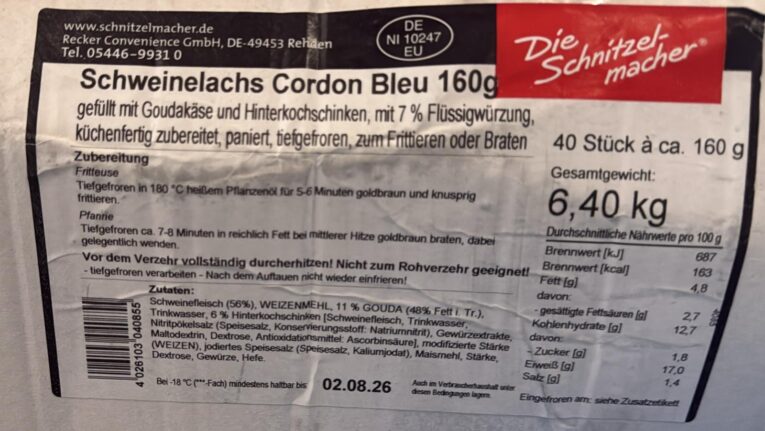 www.schnitzelmacher.de
Recker Convenience GmbH, DE-49453 Rehden
Tel. 05446-9931 0
DE
NI 10247
EU
Die
Schnitzel-
macher®
Schweinelachs Cordon Bleu 160g
gefüllt mit Goudakäse und Hinterkochschinken, mit 7 % Flüssigwürzung,
küchenfertig zubereitet, paniert, tiefgefroren, zum Frittieren oder Braten
Zubereitung
Fritteuse
Tiefgefroren in 180 °C heißem Pflanzenöl für 5-6 Minuten goldbraun und knusprig
frittieren.
Pfanne
Tiefgefroren ca. 7-8 Minuten in reichlich Fett bei mittlerer Hitze goldbraun braten, dabei
gelegentlich wenden.
Vor dem Verzehr vollständig durcherhitzen! Nicht zum Rohverzehr geeignet!
- tiefgefroren verarbeiten - Nach dem Auftauen nicht wieder einfrieren!
Zutaten:
Schweinefleisch (56%), WEIZENMEHL, 11 % GOUDA (48% Fett i. Tr.),
Trinkwasser, 6 % Hinterkochschinken [Schweinefleisch, Trinkwasser,
Nitritpökelsalz (Speisesalz, Konservierungsstoff: Natriumnitrit), Gewürzextrakte,
Maltodextrin, Dextrose, Antioxidationsmittel: Ascorbinsäure], modifizierte Stärke
(WEIZEN), jodiertes Speisesalz (Speisesalz, Kaliumjodat), Maismehl, Stärke,
Dextrose, Gewürze, Hefe.
4 026103 040855
Bei -18 °C (***-Fach) mindestens haltbar bis: 02.08.26
Auch im Verbraucherhaushalt unter
diesen Bedingungen lagern.
40 Stück à ca. 160 g
Gesamtgewicht:
6,40 kg
Durchschnittliche Nährwerte pro 100 g
Brennwert [kJ] 687
Brennwert [kcal] 163
Fett [g] 4,8
davon:
- gesättigte Fettsäuren [g] 2,7
Kohlenhydrate [g] 12,7
davon:
- Zucker [g] 1,8
Eiweiß [g] 17,0
Salz [g] 1,4
Eingefroren am: siehe Zusatzetikett